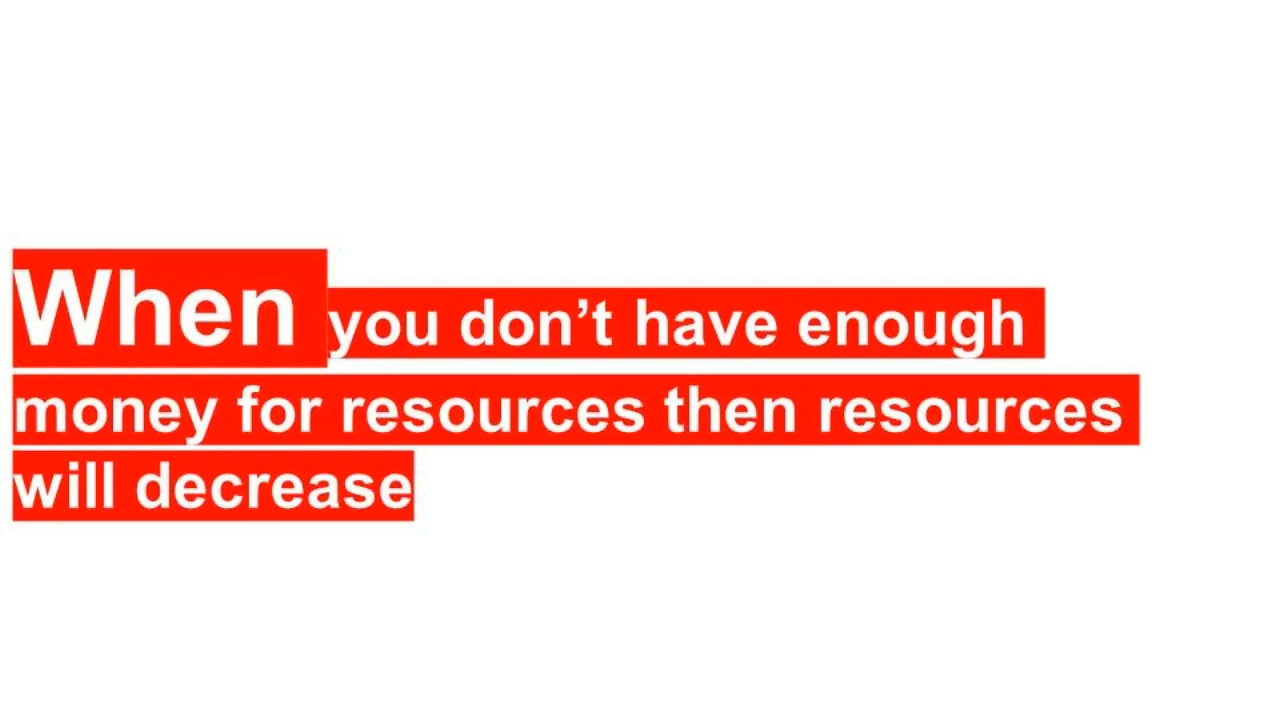 When you don’t have enough
money for resources then resources
will decrease